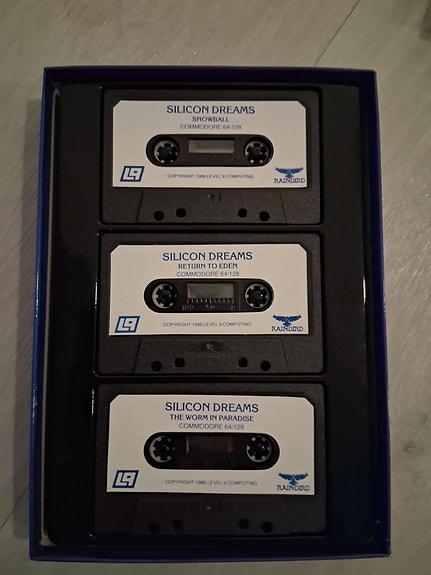 SILICON DREAMS
SNOWBALL
COMMODORE 64/128
L9
COPYRIGHT 1986 LEVEL 9 COMPUTING
RAINBIRD
SILICON DREAMS
RETURN TO EDEN
COMMODORE 64/128
L9
COPYRIGHT 1986 LEVEL 9 COMPUTING
RAINBIRD
SILICON DREAMS
THE WORM IN PARADISE
COMMODORE 64/128
L9
COPYRIGHT 1986 LEVEL 9 COMPUTING
RAINBIRD